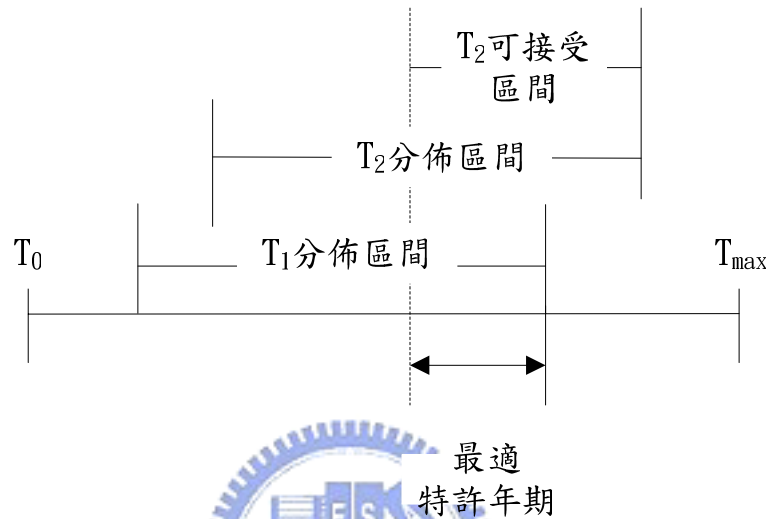 T₂可接受
區間
T₂分佈區間
T₀
T₁分佈區間
Tmax
最適
特許年期